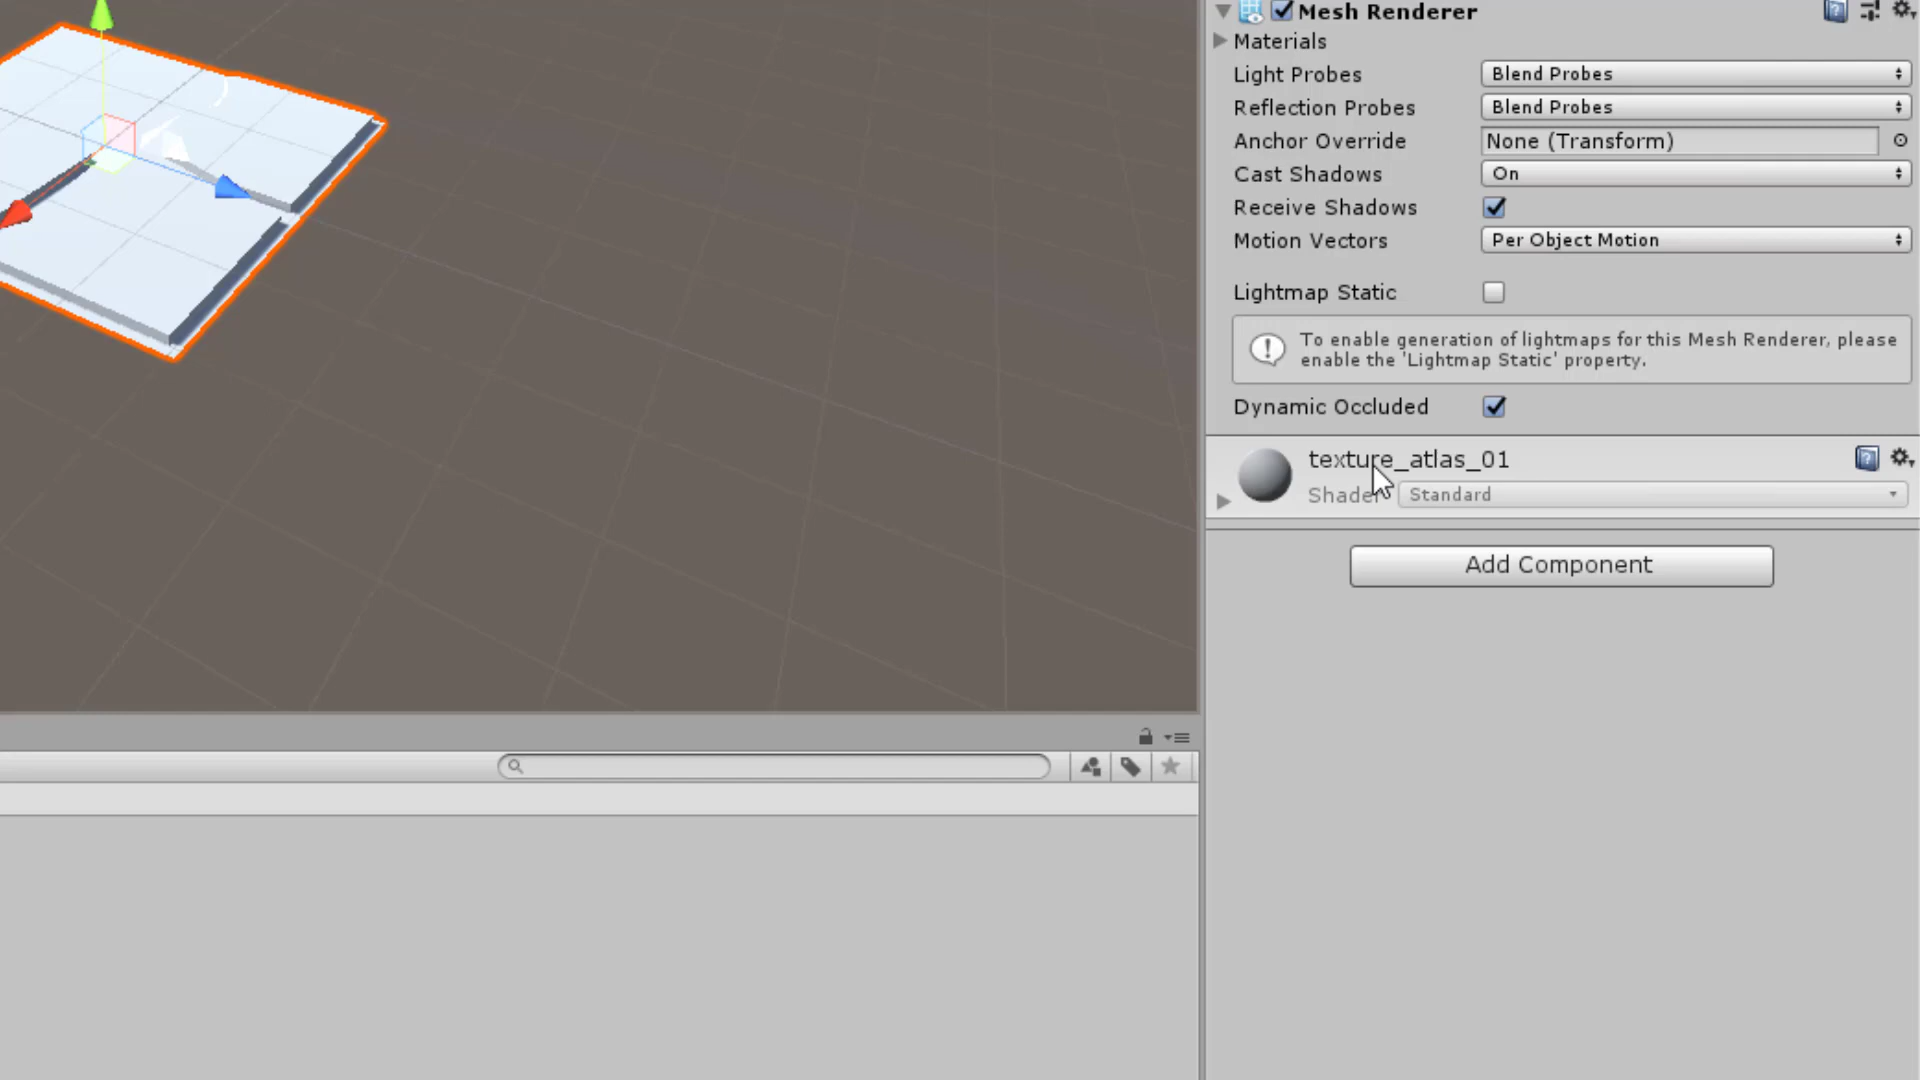 Mesh Renderer
Materials
Light Probes Blend Probes
Reflection Probes Blend Probes
Anchor Override None (Transform)
Cast Shadows On
Receive Shadows
Motion Vectors Per Object Motion
Lightmap Static
To enable generation of lightmaps for this Mesh Renderer, please
enable the 'Lightmap Static' property.
Dynamic Occluded
texture_atlas_01
Shader Standard
Add Component